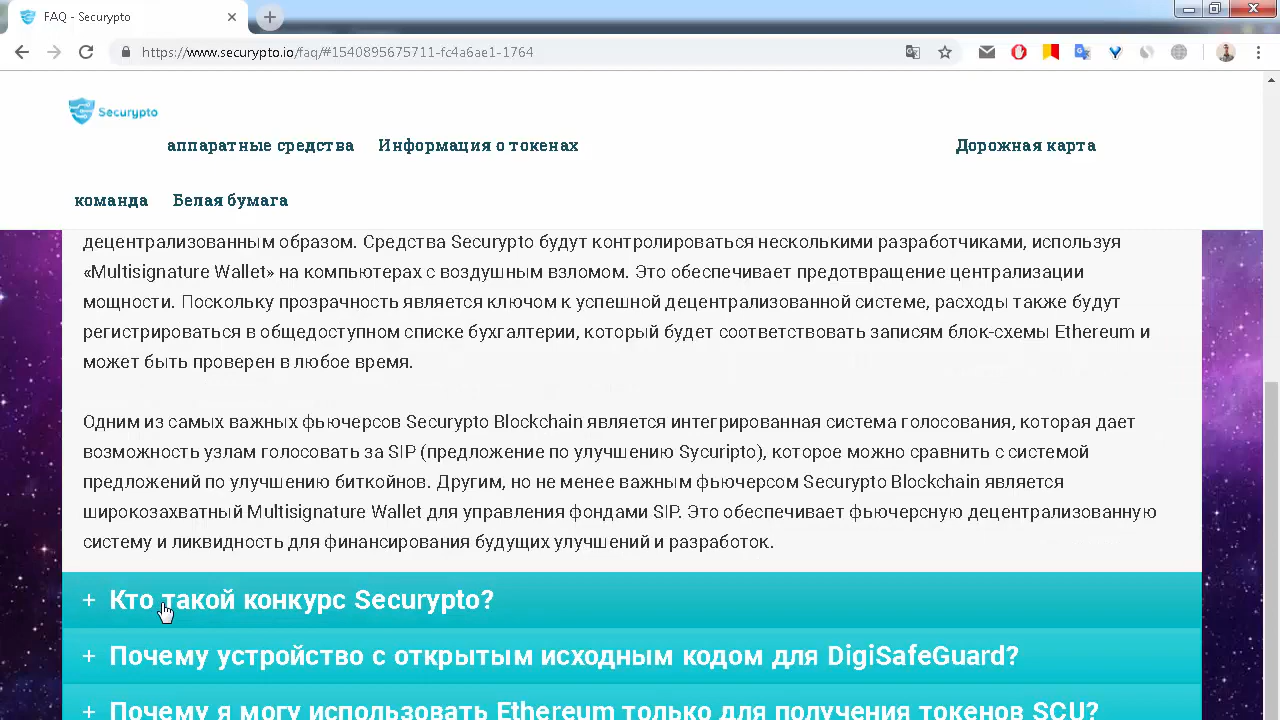 FAQ - Securypto
https://www.securypto.io/faq/#1540895675711-fc4a6ae1-1764
Securypto
аппаратные средства Информация о токенах Дорожная карта
команда Белая бумага
децентрализованным образом. Средства Securypto будут контролироваться несколькими разработчиками, используя
«Multisignature Wallet» на компьютерах с воздушным взломом. Это обеспечивает предотвращение централизации
мощности. Поскольку прозрачность является ключом к успешной децентрализованной системе, расходы также будут
регистрироваться в общедоступном списке бухгалтерии, который будет соответствовать записям блок-схемы Ethereum и
может быть проверен в любое время.
Одним из самых важных фьючерсов Securypto Blockchain является интегрированная система голосования, которая дает
возможность узлам голосовать за SIP (предложение по улучшению Sycuripto), которое можно сравнить с системой
предложений по улучшению биткойнов. Другим, но не менее важным фьючерсом Securypto Blockchain является
широкозахватный Multisignature Wallet для управления фондами SIP. Это обеспечивает фьючерсную децентрализованную
систему и ликвидность для финансирования будущих улучшений и разработок.
+ Кто такой конкурс Securypto?
+ Почему устройство с открытым исходным кодом для DigiSafeGuard?
+ Почему я могу использовать Ethereum только для получения токенов SCU?